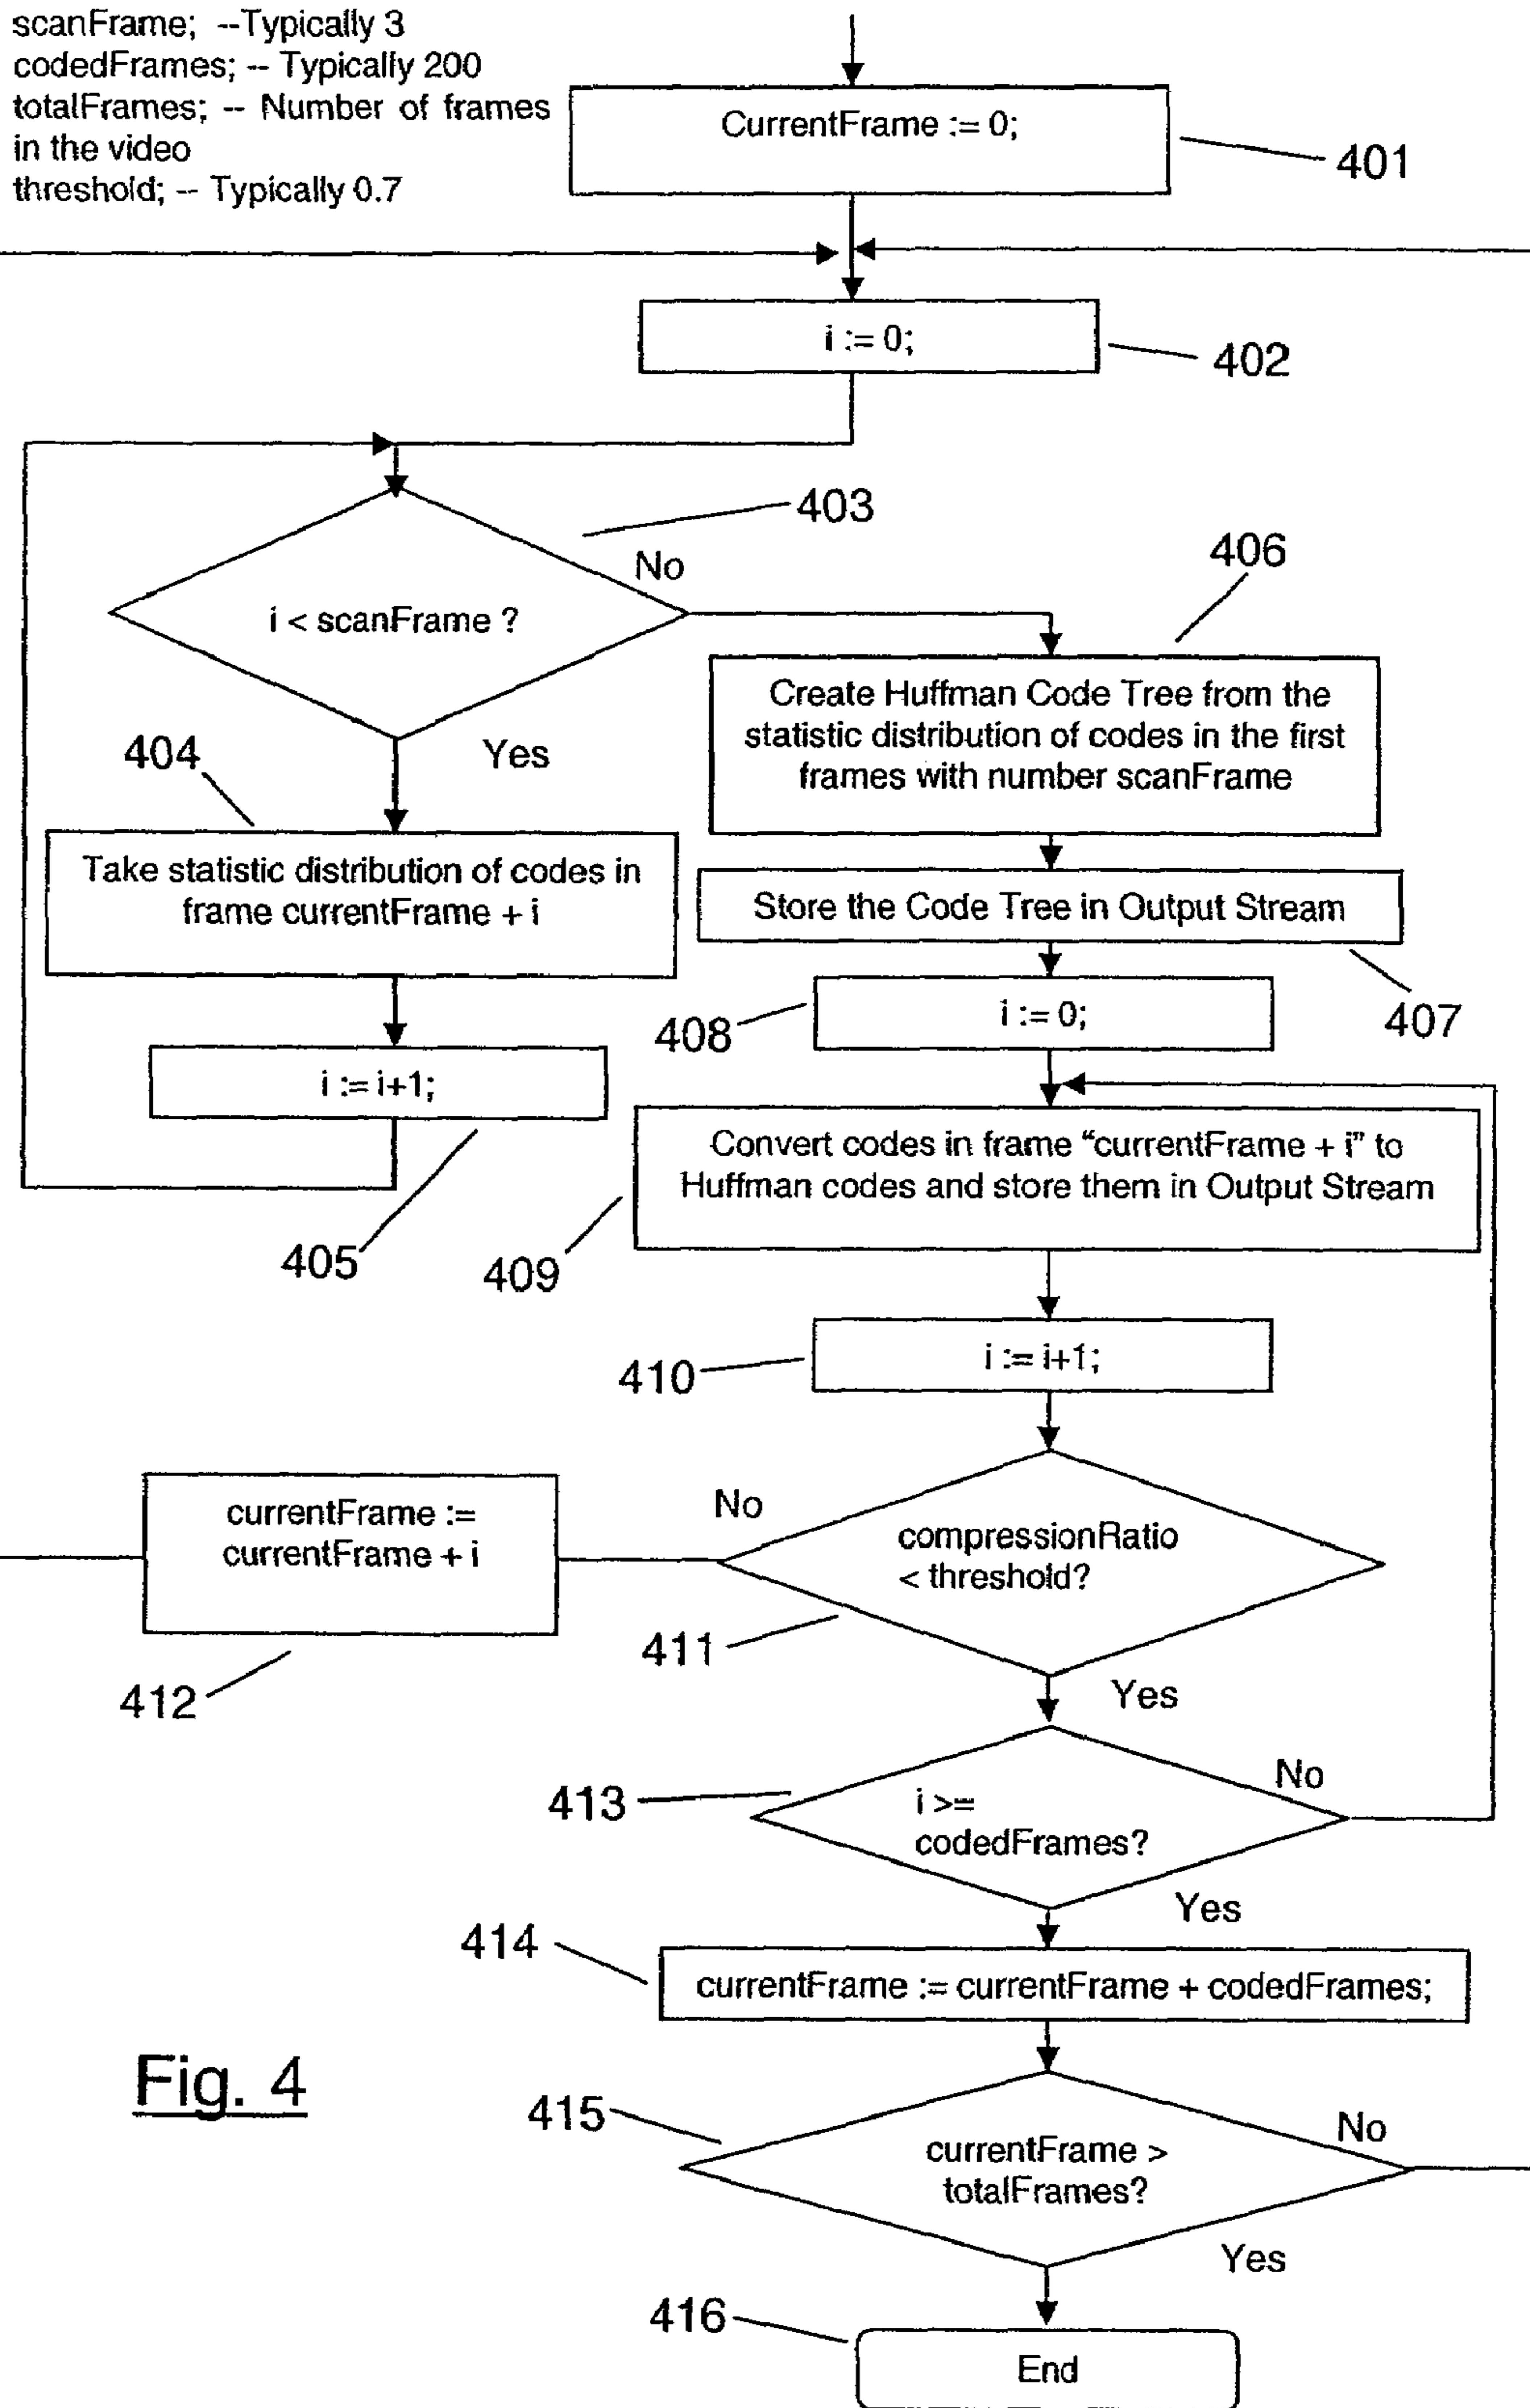 scanFrame; --Typically 3
codedFrames; -- Typically 200
totalFrames; -- Number of frames
in the video
threshold; -- Typically 0.7
CurrentFrame := 0;
401
i := 0;
402
403
No
i < scanFrame ?
406
Create Huffman Code Tree from the
statistic distribution of codes in the first
frames with number scanFrame
404
Yes
Take statistic distribution of codes in
frame currentFrame + i
Store the Code Tree in Output Stream
407
408
i := 0;
i := i+1;
405
Convert codes in frame “currentFrame + i” to
Huffman codes and store them in Output Stream
409
i := i+1;
410
currentFrame :=
currentFrame + i
412
No
compressionRatio
< threshold?
411
Yes
413
No
i >=
codedFrames?
Yes
414
currentFrame := currentFrame + codedFrames;
Fig. 4
415
No
currentFrame >
totalFrames?
Yes
416
End